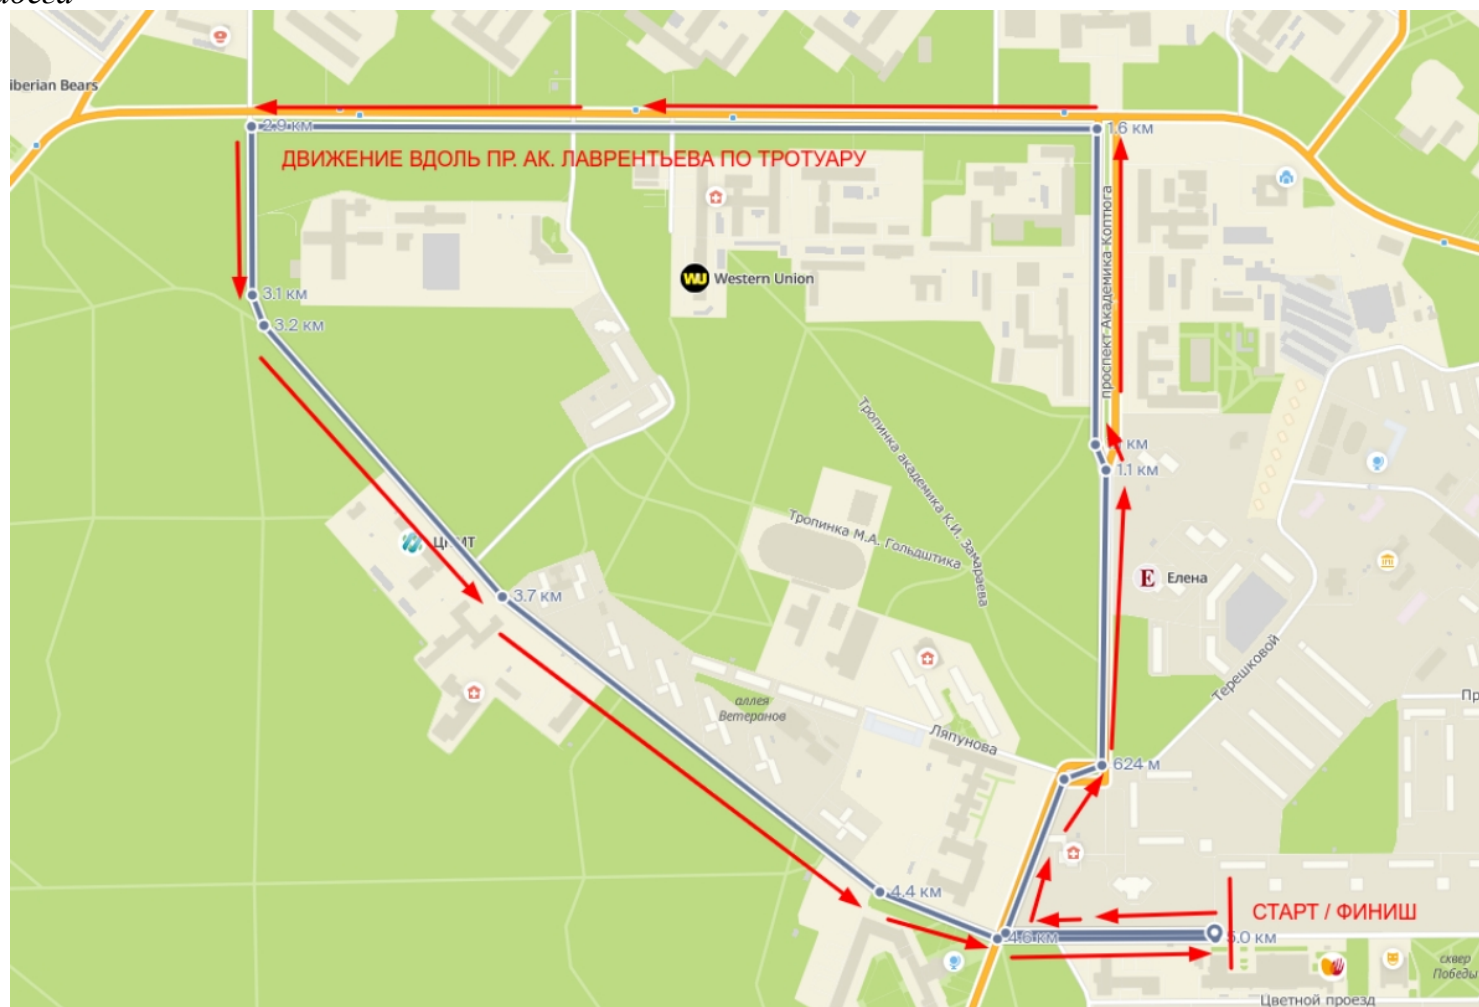 iberian Bears
2.9 км
1.6 км
ДВИЖЕНИЕ ВДОЛЬ ПР. АК. ЛАВРЕНТЬЕВА ПО ТРОТУАРУ
проспект Академика Коптюга
WU Western Union
3.1 км
3.2 км
Тропинка академика К.И. Замараева
км
1.1 км
Тропинка М.А. Гольдштика
E Елена
3.7 км
Терешковой
Пр
аллея
Ветеранов
Ляпунова
624 м
4.4 км
СТАРТ / ФИНИШ
4.6 км
5.0 км
сквер
Победы
Цветной проезд